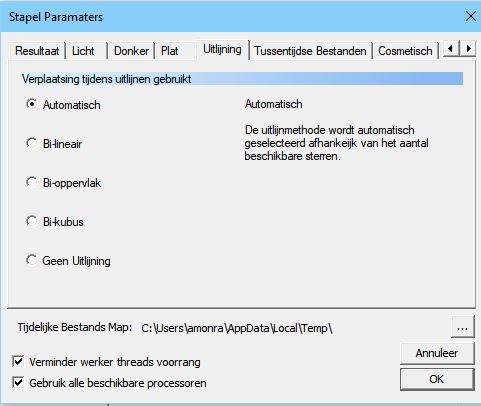 Stapel Paramaters
Resultaat Licht Donker Plat Uitlijning Tussentijdse Bestanden Cosmetisch
Verplaatsing tijdens uitlijnen gebruikt
Automatisch
Bi-lineair
Bi-oppervlak
Bi-kubus
Geen Uitlijning
Automatisch
De uitlijnmethode wordt automatisch
geselecteerd afhankeijk van het aantal
beschikbare sterren.
Tijdelijke Bestands Map: C:\Users\amonra\AppData\Local\Temp\ ...
Verminder werker threads voorrang
Gebruik alle beschikbare processoren
Annuleer
OK